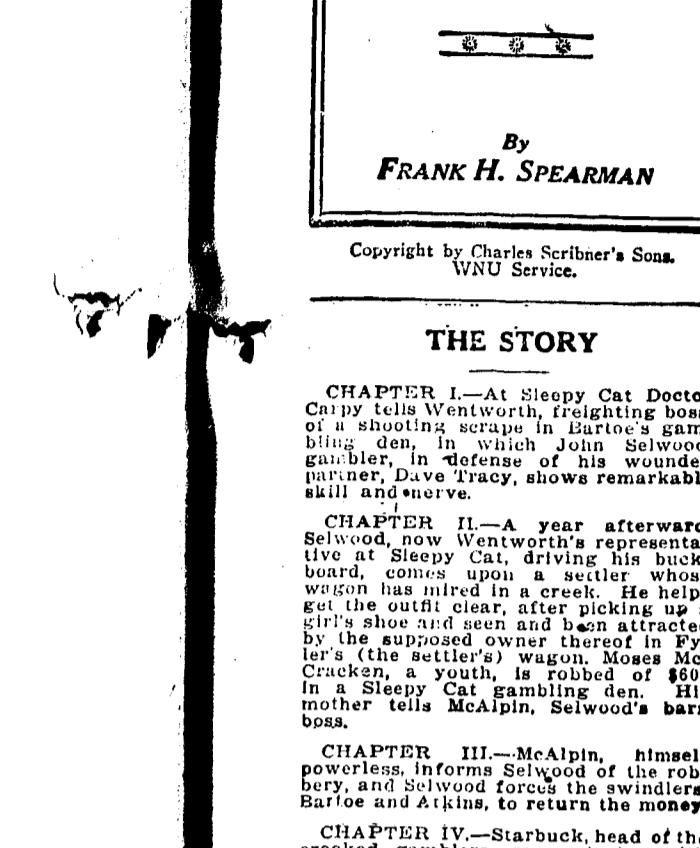 By
FRANK H. SPEARMAN
Copyright by Charles Scribner's Sons.
WNU Service.
THE STORY
CHAPTER I.—At Sleepy Cat Docto
Carpy tells Wentworth, freighting bos
of a shooting scrape in Bartoe's gam
bling den, in which John Selwood
gambler, in defense of his wounde
partner, Dave Tracy, shows remarkabl
skill and nerve.
CHAPTER II.—A year afterward
Selwood, now Wentworth's representa
tive at Sleepy Cat, driving his buck
board, comes upon a settler whos
wagon has mired in a creek. He help
get the outfit clear, after picking up
girl's shoe and seen and been attracte
by the supposed owner thereof in Fy
ler's (the settler's) wagon. Moses Mc
Cracken, a youth, is robbed of $60
in a Sleepy Cat gambling den. Hi
mother tells McAlpin, Selwood's barn
boss.
CHAPTER III.—McAlpin, himsel
powerless, informs Selwood of the rob
bery, and Selwood forces the swindlers
Bartoe and Atkins, to return the money
CHAPTER IV.—Starbuck, head of the